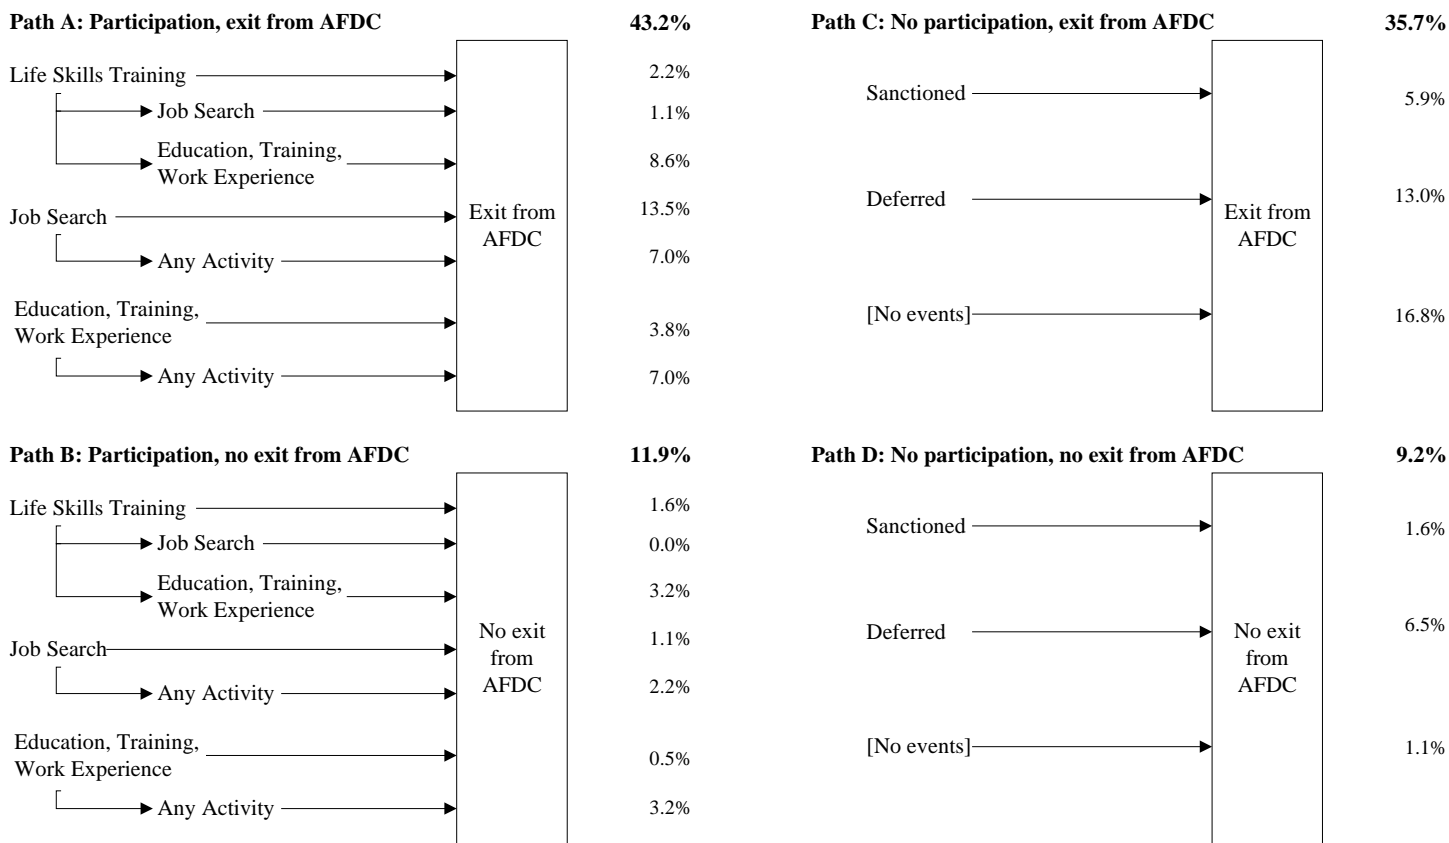 Path A: Participation, exit from AFDC 43.2%
Life Skills Training 2.2%
Job Search 1.1%
Education, Training,
Work Experience 8.6%
Job Search 13.5%
Any Activity 7.0%
Education, Training,
Work Experience 3.8%
Any Activity 7.0%
Exit from
AFDC
Path C: No participation, exit from AFDC 35.7%
Sanctioned 5.9%
Deferred 13.0%
[No events] 16.8%
Exit from
AFDC
Path B: Participation, no exit from AFDC 11.9%
Life Skills Training 1.6%
Job Search 0.0%
Education, Training,
Work Experience 3.2%
Job Search 1.1%
Any Activity 2.2%
Education, Training,
Work Experience 0.5%
Any Activity 3.2%
No exit
from
AFDC
Path D: No participation, no exit from AFDC 9.2%
Sanctioned 1.6%
Deferred 6.5%
[No events] 1.1%
No exit
from
AFDC